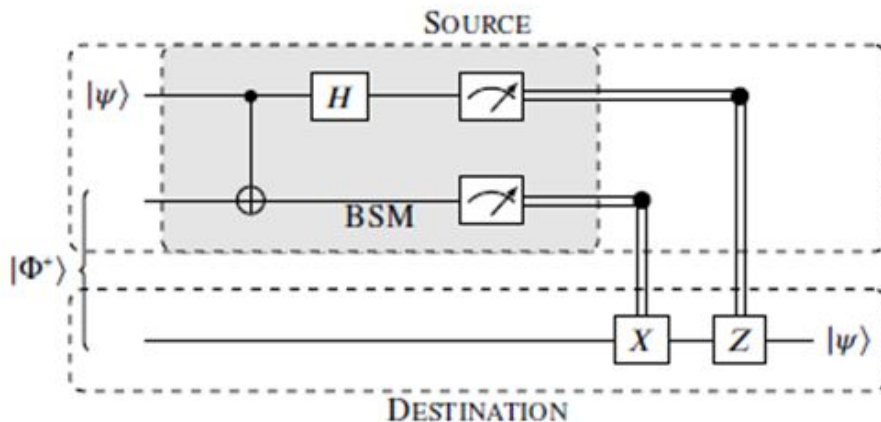 SOURCE
|ψ⟩
H
BSM
|Φ⁺⟩
X
Z
|ψ⟩
DESTINATION